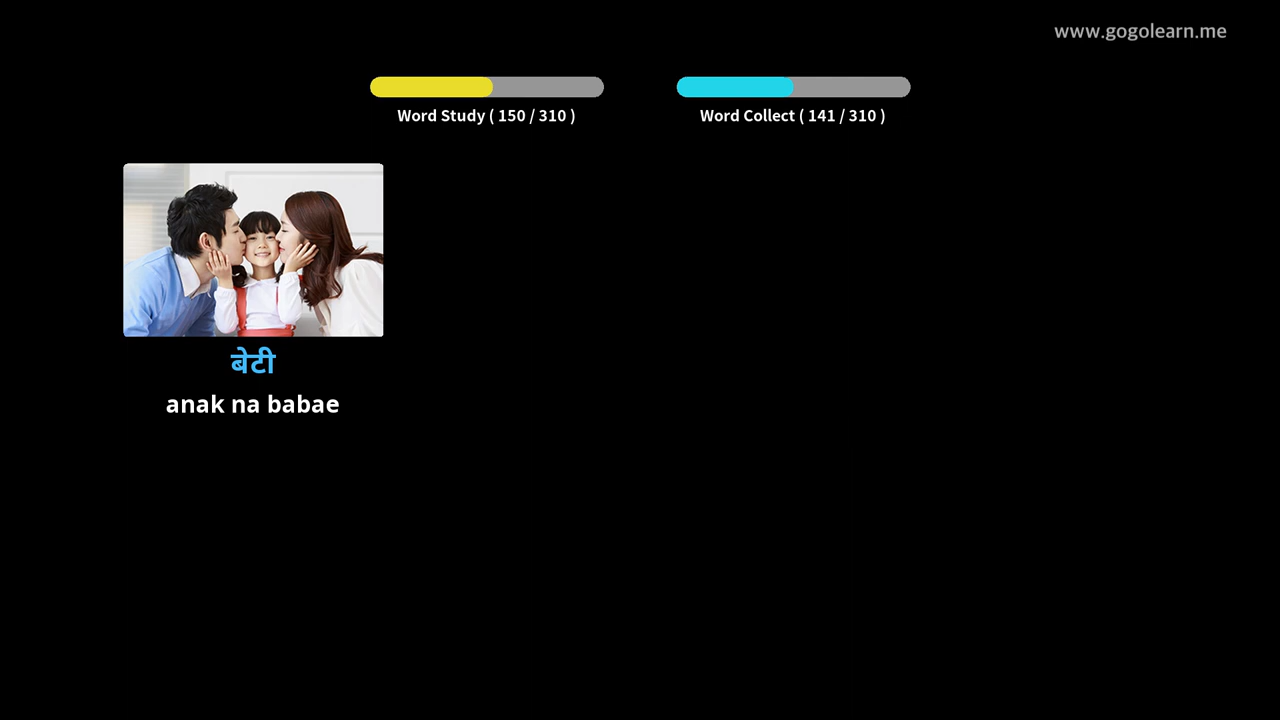 www.gogolearn.me
Word Study ( 150 / 310 )
Word Collect ( 141 / 310 )
बेटी
anak na babae